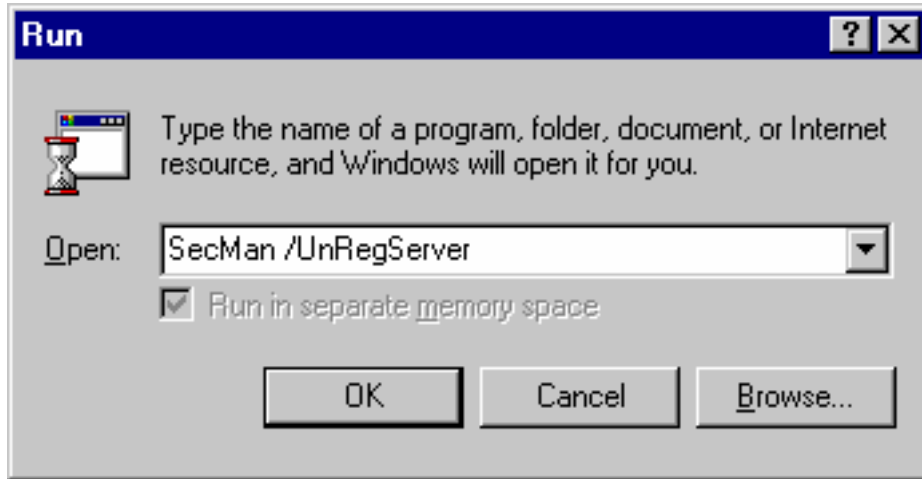 Run
Type the name of a program, folder, document, or Internet
resource, and Windows will open it for you.
Open: SecMan /UnRegServer
Run in separate memory space
OK Cancel Browse...